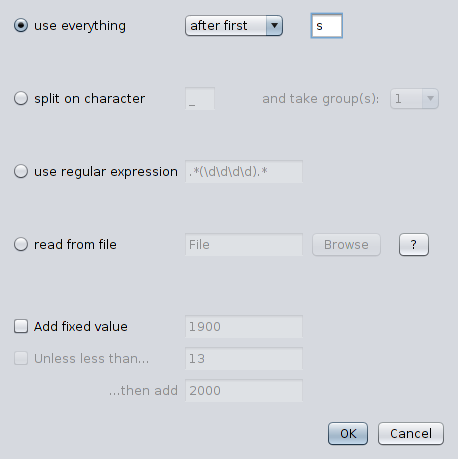 use everything after first s
split on character _ and take group(s): 1
use regular expression .*(\d\d\d\d).*
read from file File Browse ?
Add fixed value 1900
Unless less than... 13
...then add 2000
OK Cancel